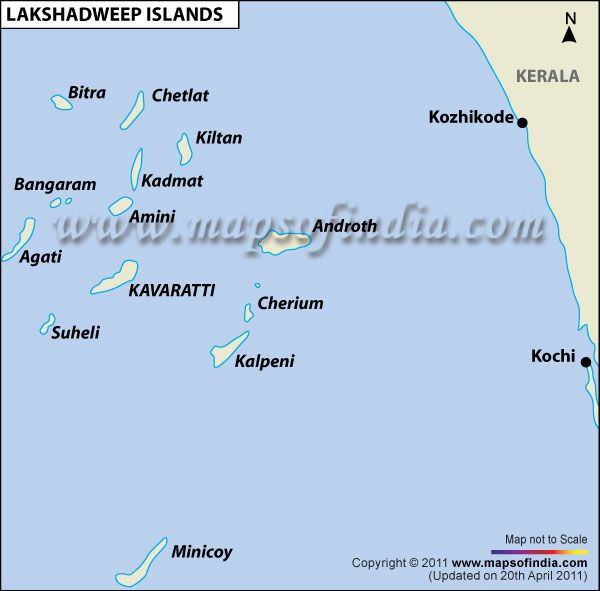 LAKSHADWEEP ISLANDS
N
KERALA
Bitra
Chetlat
Kozhikode
Kiltan
Kadmat
Bangaram
Amini
www.mapsofindia.com
Androth
Agati
KAVARATTI
Cherium
Suheli
Kochi
Kalpeni
Map not to Scale
Minicoy
Copyright © 2011 www.mapsofindia.com
(Updated on 20th April 2011)